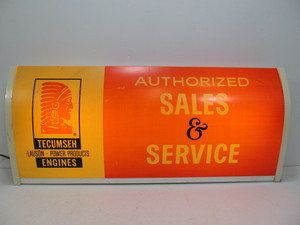 TECUMSEH
LAUSON - POWER PRODUCTS
ENGINES
AUTHORIZED
SALES
&
SERVICE